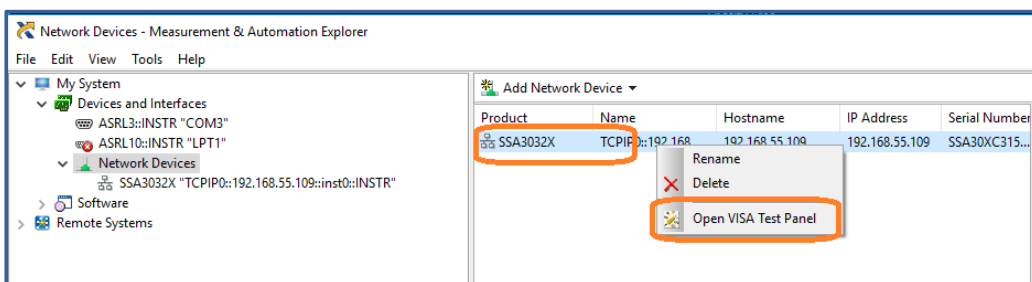 Network Devices - Measurement & Automation Explorer
File Edit View Tools Help
My System
Devices and Interfaces
ASRL3::INSTR "COM3"
ASRL10::INSTR "LPT1"
Network Devices
SSA3032X "TCPIP0::192.168.55.109::inst0::INSTR"
Software
Remote Systems
Add Network Device
Product Name Hostname IP Address Serial Number
SSA3032X TCPIP0::192.168 192.168.55.109 192.168.55.109 SSA30XC315...
Rename
Delete
Open VISA Test Panel